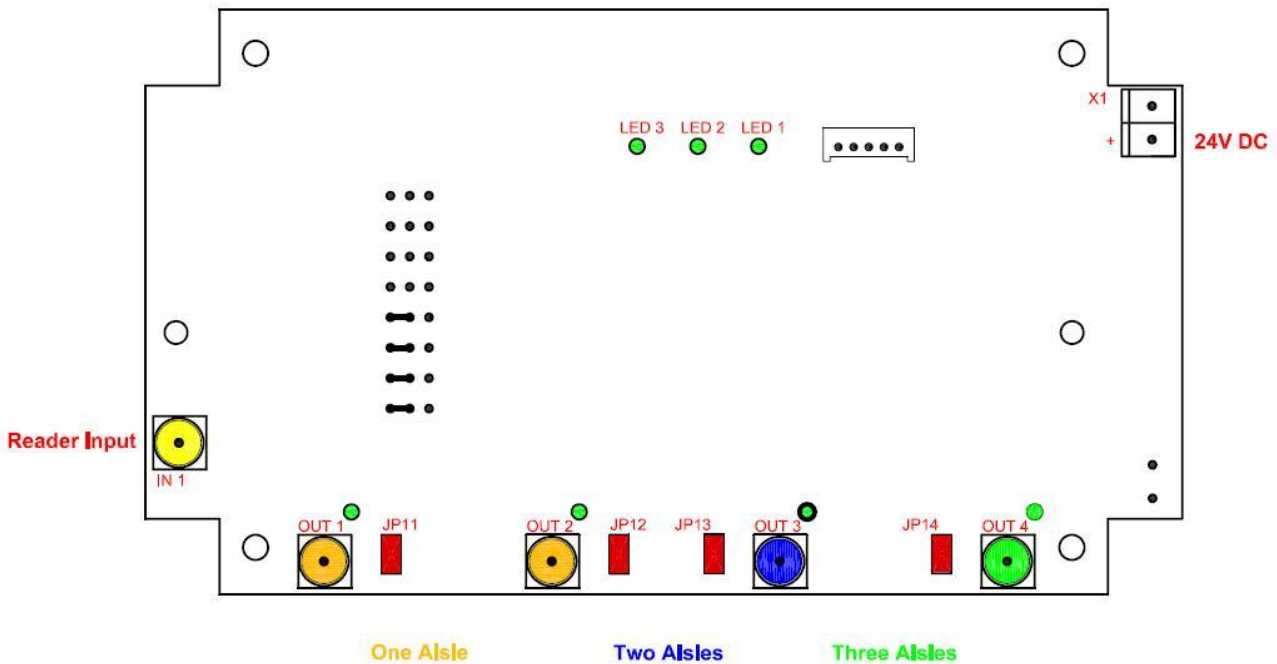 X1
LED 3 LED 2 LED 1
+ 24V DC
Reader Input
IN 1
OUT 1 JP11 OUT 2 JP12 JP13 OUT 3 JP14 OUT 4
One Aisle Two Aisles Three Aisles